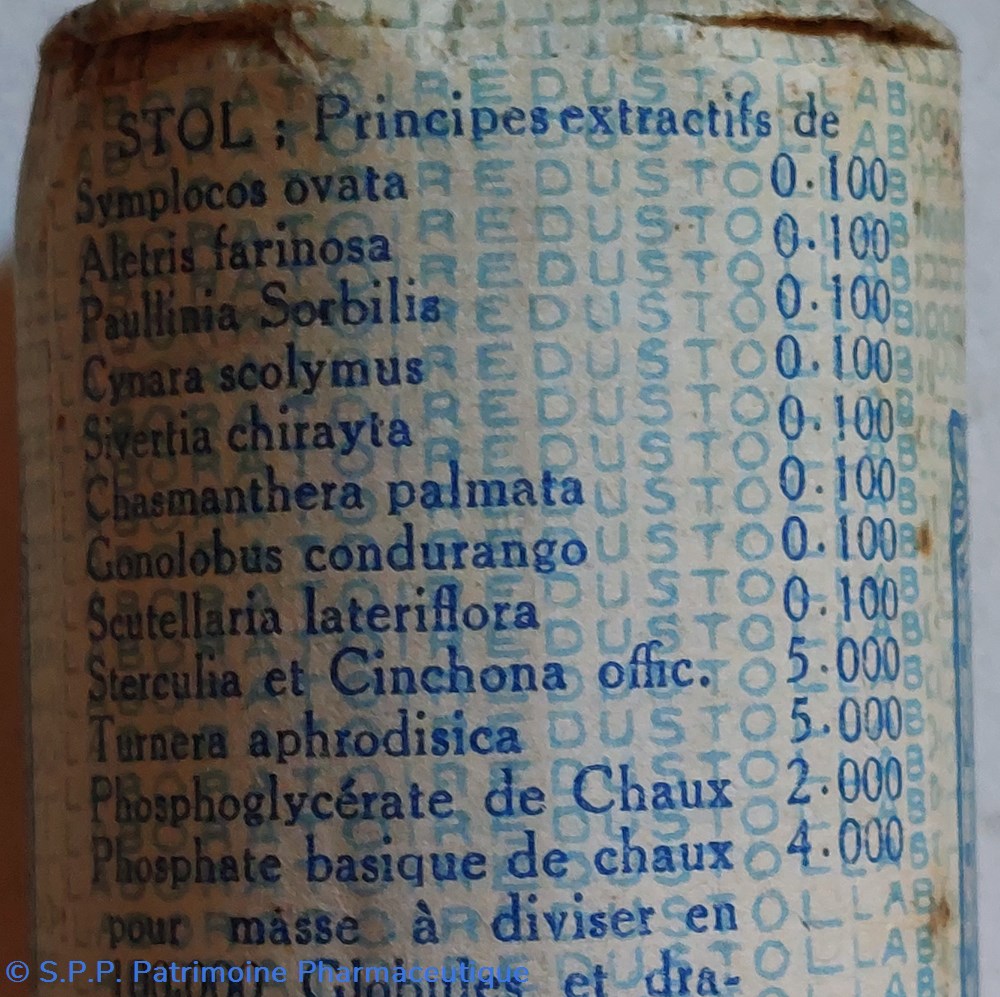 STOL ; Principes extractifs de
Symplocos ovata 0.100
Aletris farinosa 0.100
Paullinia Sorbilis 0.100
Cynara scolymus 0.100
Sivertia chirayta 0.100
Chasmanthera palmata 0.100
Gonolobus condurango 0.100
Scutellaria lateriflora 0.100
Sterculia et Cinchona offic. 5.000
Turnera aphrodisica 5.000
Phosphoglycérate de Chaux 2.000
Phosphate basique de chaux 4.000
pour masse à diviser en
et dra-
© S.P.P. Patrimoine Pharmaceutique